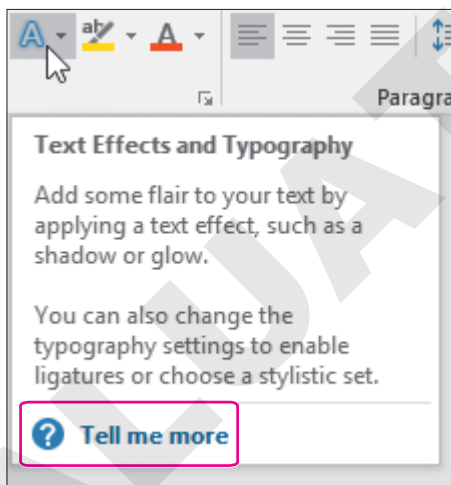 A ab A
Paragra
Text Effects and Typography
Add some flair to your text by
applying a text effect, such as a
shadow or glow.
You can also change the
typography settings to enable
ligatures or choose a stylistic set.
? Tell me more